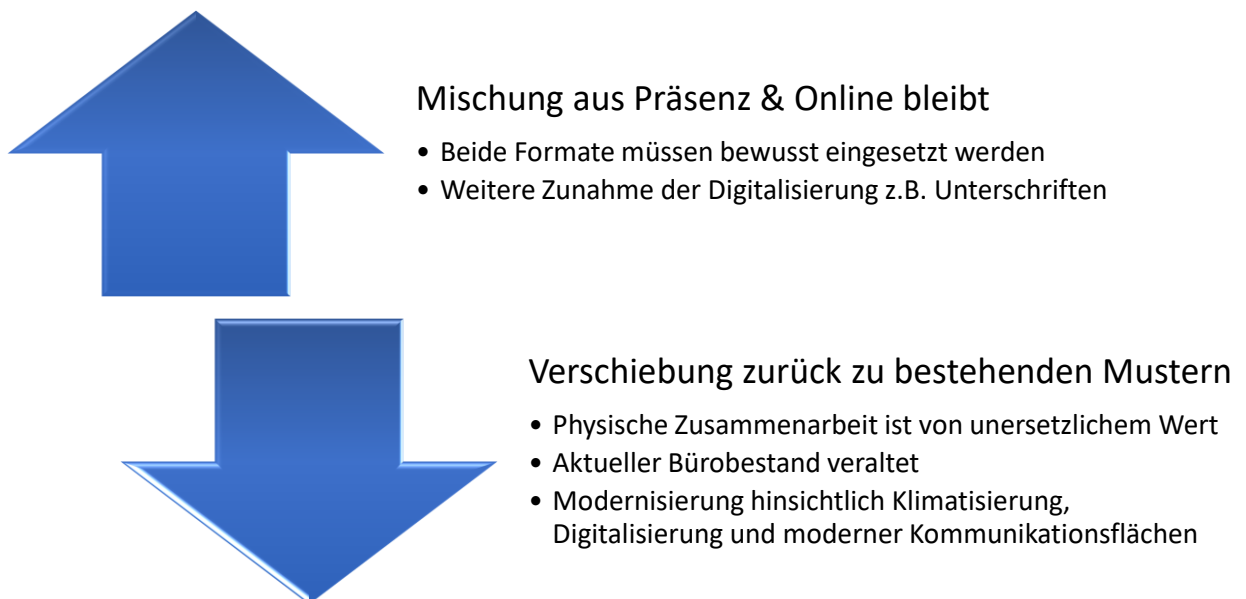 Mischung aus Präsenz & Online bleibt
• Beide Formate müssen bewusst eingesetzt werden
• Weitere Zunahme der Digitalisierung z.B. Unterschriften
Verschiebung zurück zu bestehenden Mustern
• Physische Zusammenarbeit ist von unersetzlichem Wert
• Aktueller Bürobestand veraltet
• Modernisierung hinsichtlich Klimatisierung,
Digitalisierung und moderner Kommunikationsflächen